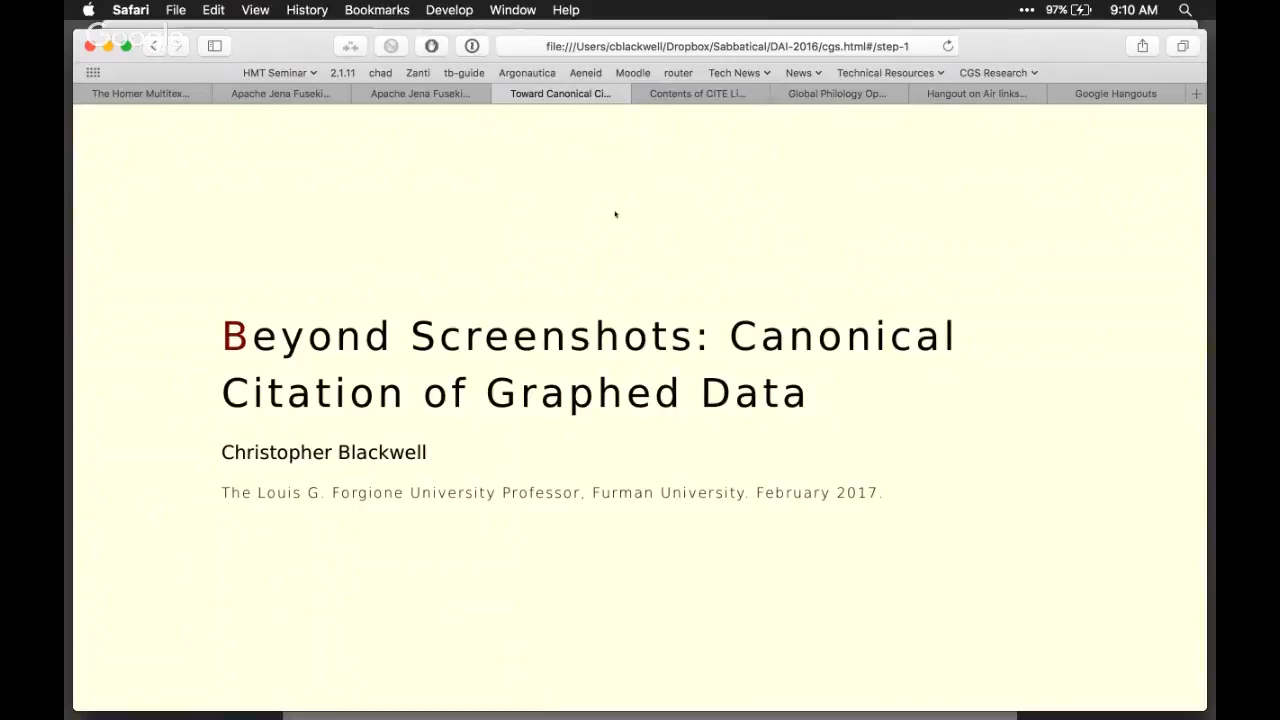 Safari File Edit View History Bookmarks Develop Window Help 97% 9:10 AM
Google
file:///Users/cblackwell/Dropbox/Sabbatical/DAI-2016/cgs.html#/step-1
HMT Seminar 2.1.11 chad Zanti tb-guide Argonautica Aeneid Moodle router Tech News News Technical Resources CGS Research
The Homer Multitex... Apache Jena Fuseki... Apache Jena Fuseki... Toward Canonical Ci... Contents of CITE Li... Global Philology Op... Hangout on Air links... Google Hangouts
Beyond Screenshots: Canonical
Citation of Graphed Data
Christopher Blackwell
The Louis G. Forgione University Professor, Furman University. February 2017.